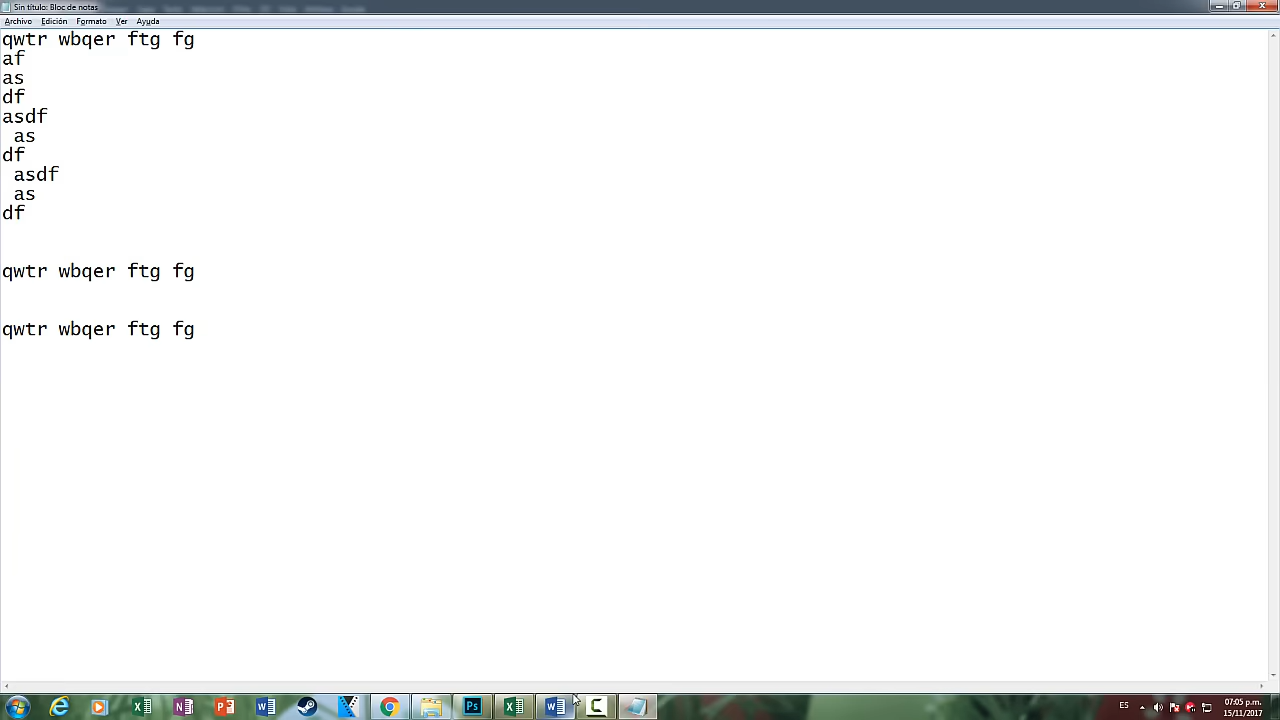 Sin título: Bloc de notas
Archivo Edición Formato Ver Ayuda
qwtr wbqer ftg fg
af
as
df
asdf
as
df
asdf
as
df
qwtr wbqer ftg fg
qwtr wbqer ftg fg
ES
07:05 p.m.
15/11/2017